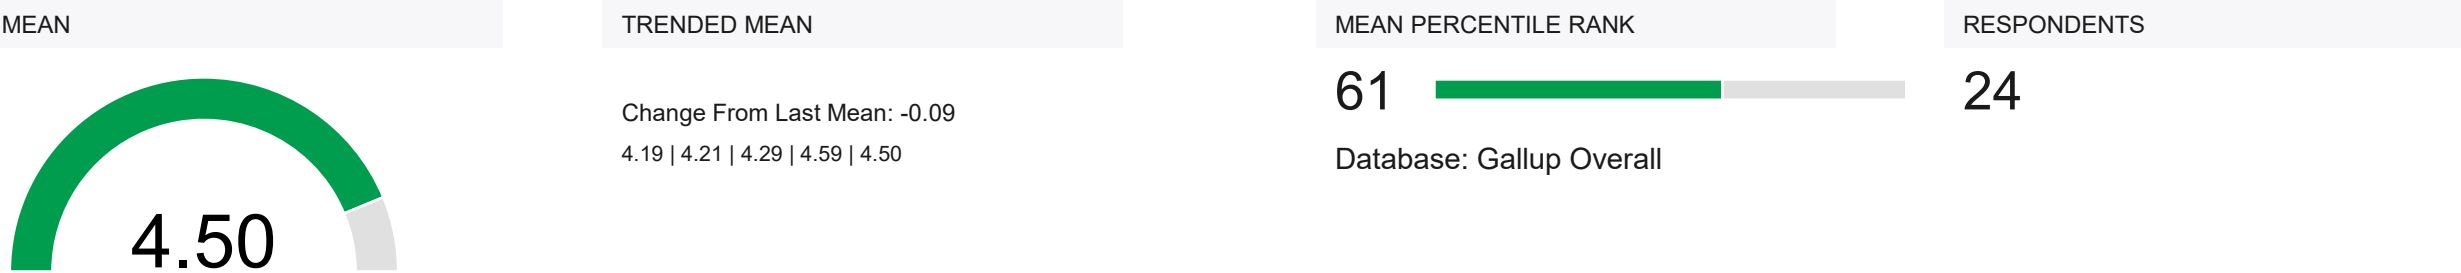 MEAN
4.50
TRENDED MEAN
Change From Last Mean: -0.09
4.19 | 4.21 | 4.29 | 4.59 | 4.50
MEAN PERCENTILE RANK
61
Database: Gallup Overall
RESPONDENTS
24